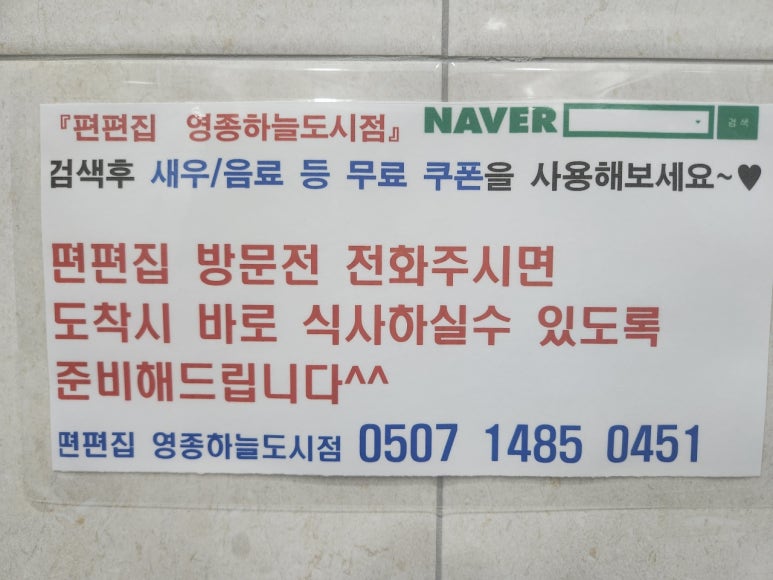 『편편집 영종하늘도시점』 NAVER 검색
검색후 새우/음료 등 무료 쿠폰을 사용해보세요~♥
편편집 방문전 전화주시면
도착시 바로 식사하실수 있도록
준비해드립니다^^
편편집 영종하늘도시점 0507 1485 0451